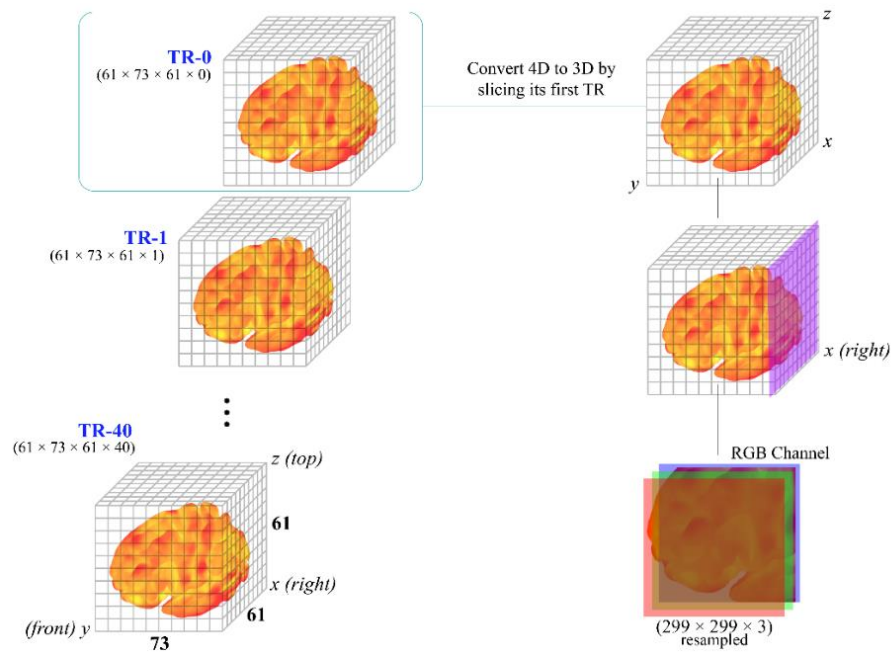 TR-0
(61 × 73 × 61 × 0)
Convert 4D to 3D by
slicing its first TR
z
x
y
TR-1
(61 × 73 × 61 × 1)
x (right)
TR-40
(61 × 73 × 61 × 40)
z (top)
61
x (right)
61
(front) y
73
RGB Channel
(299 × 299 × 3)
resampled